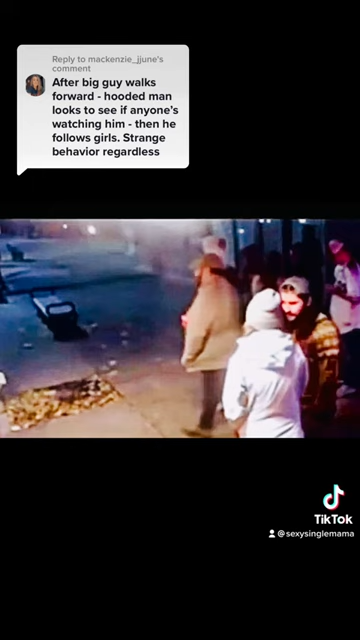 Reply to mackenzie_jjune's
comment
After big guy walks
forward - hooded man
looks to see if anyone's
watching him - then he
follows girls. Strange
behavior regardless
TikTok
@sexysinglemama